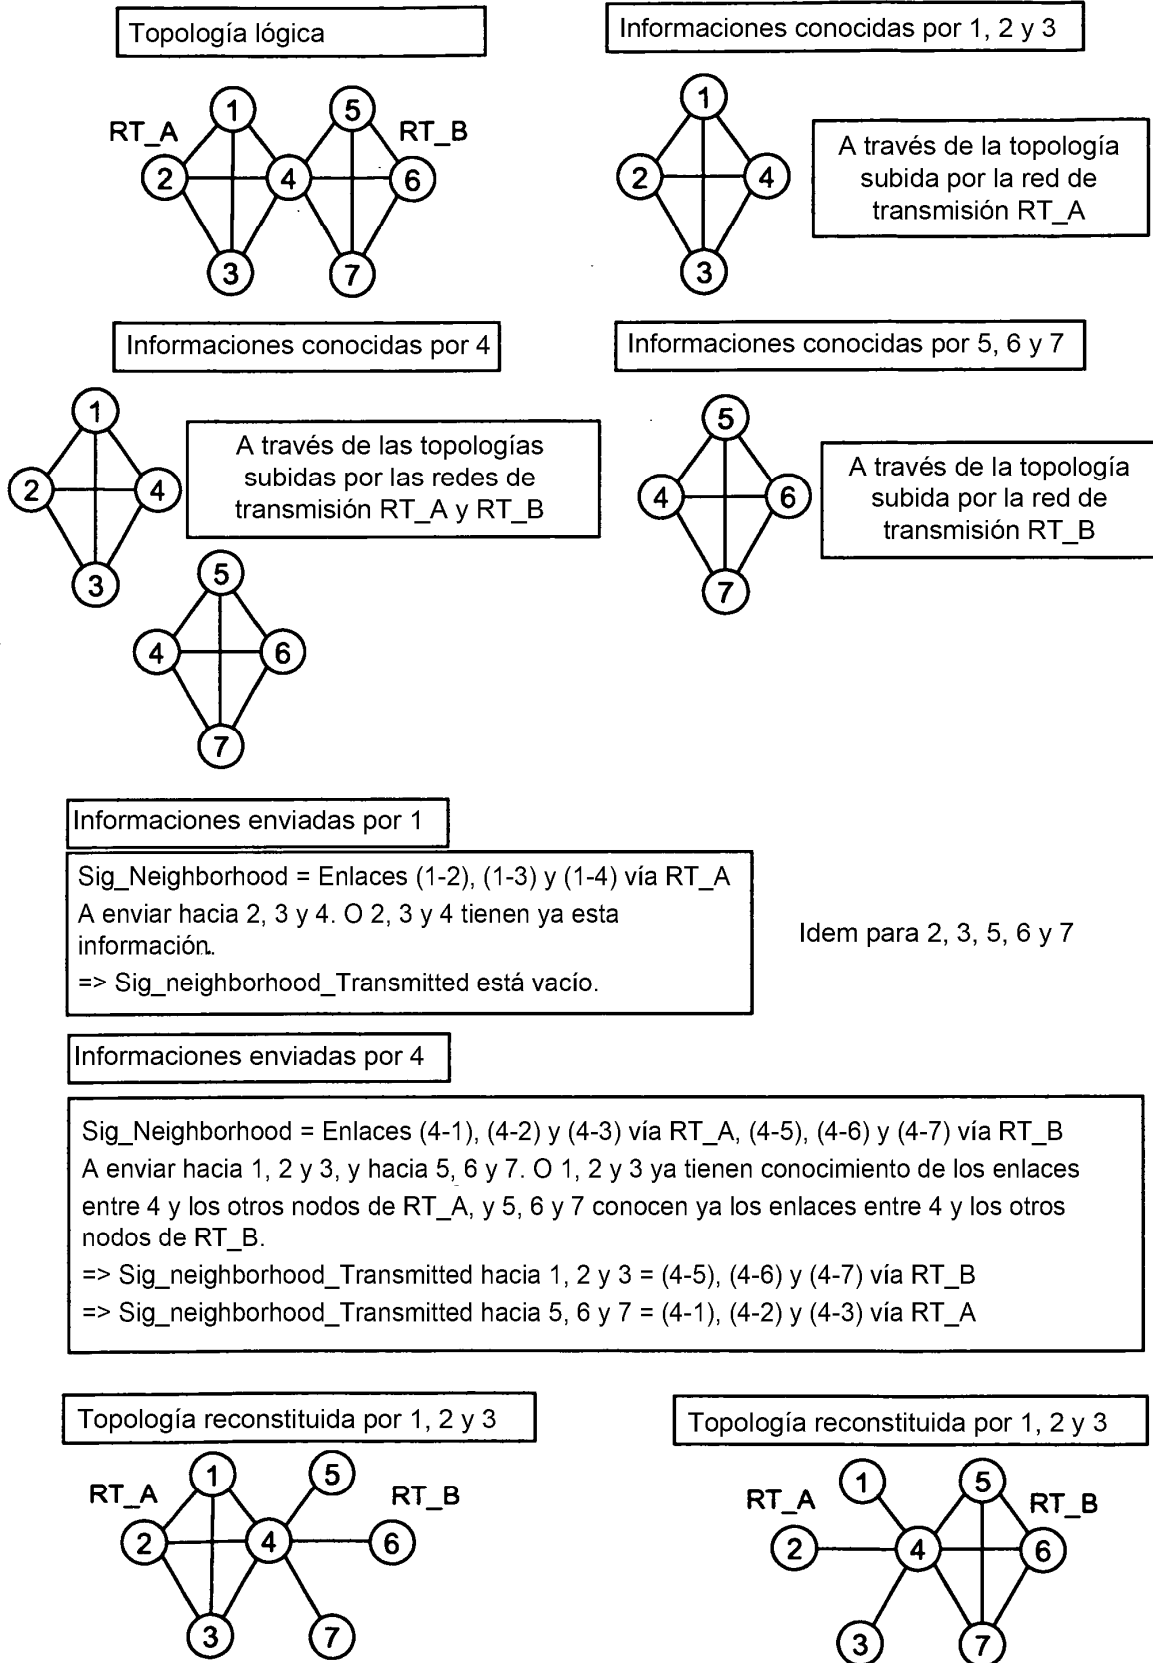 Topología lógica
Informaciones conocidas por 1, 2 y 3
RT_A
1
5
RT_B
2
4
6
3
7
1
2
4
3
A través de la topología
subida por la red de
transmisión RT_A
Informaciones conocidas por 4
Informaciones conocidas por 5, 6 y 7
1
2
4
3
A través de las topologías
subidas por las redes de
transmisión RT_A y RT_B
5
4
6
7
5
4
6
7
A través de la topología
subida por la red de
transmisión RT_B
Informaciones enviadas por 1
Sig_Neighborhood = Enlaces (1-2), (1-3) y (1-4) vía RT_A
A enviar hacia 2, 3 y 4. O 2, 3 y 4 tienen ya esta
información.
=> Sig_neighborhood_Transmitted está vacío.
Idem para 2, 3, 5, 6 y 7
Informaciones enviadas por 4
Sig_Neighborhood = Enlaces (4-1), (4-2) y (4-3) vía RT_A, (4-5), (4-6) y (4-7) vía RT_B
A enviar hacia 1, 2 y 3, y hacia 5, 6 y 7. O 1, 2 y 3 ya tienen conocimiento de los enlaces
entre 4 y los otros nodos de RT_A, y 5, 6 y 7 conocen ya los enlaces entre 4 y los otros
nodos de RT_B.
=> Sig_neighborhood_Transmitted hacia 1, 2 y 3 = (4-5), (4-6) y (4-7) vía RT_B
=> Sig_neighborhood_Transmitted hacia 5, 6 y 7 = (4-1), (4-2) y (4-3) vía RT_A
Topología reconstituida por 1, 2 y 3
Topología reconstituida por 1, 2 y 3
RT_A
1
5
RT_B
2
4
6
3
7
RT_A
1
5
RT_B
2
4
6
3
7